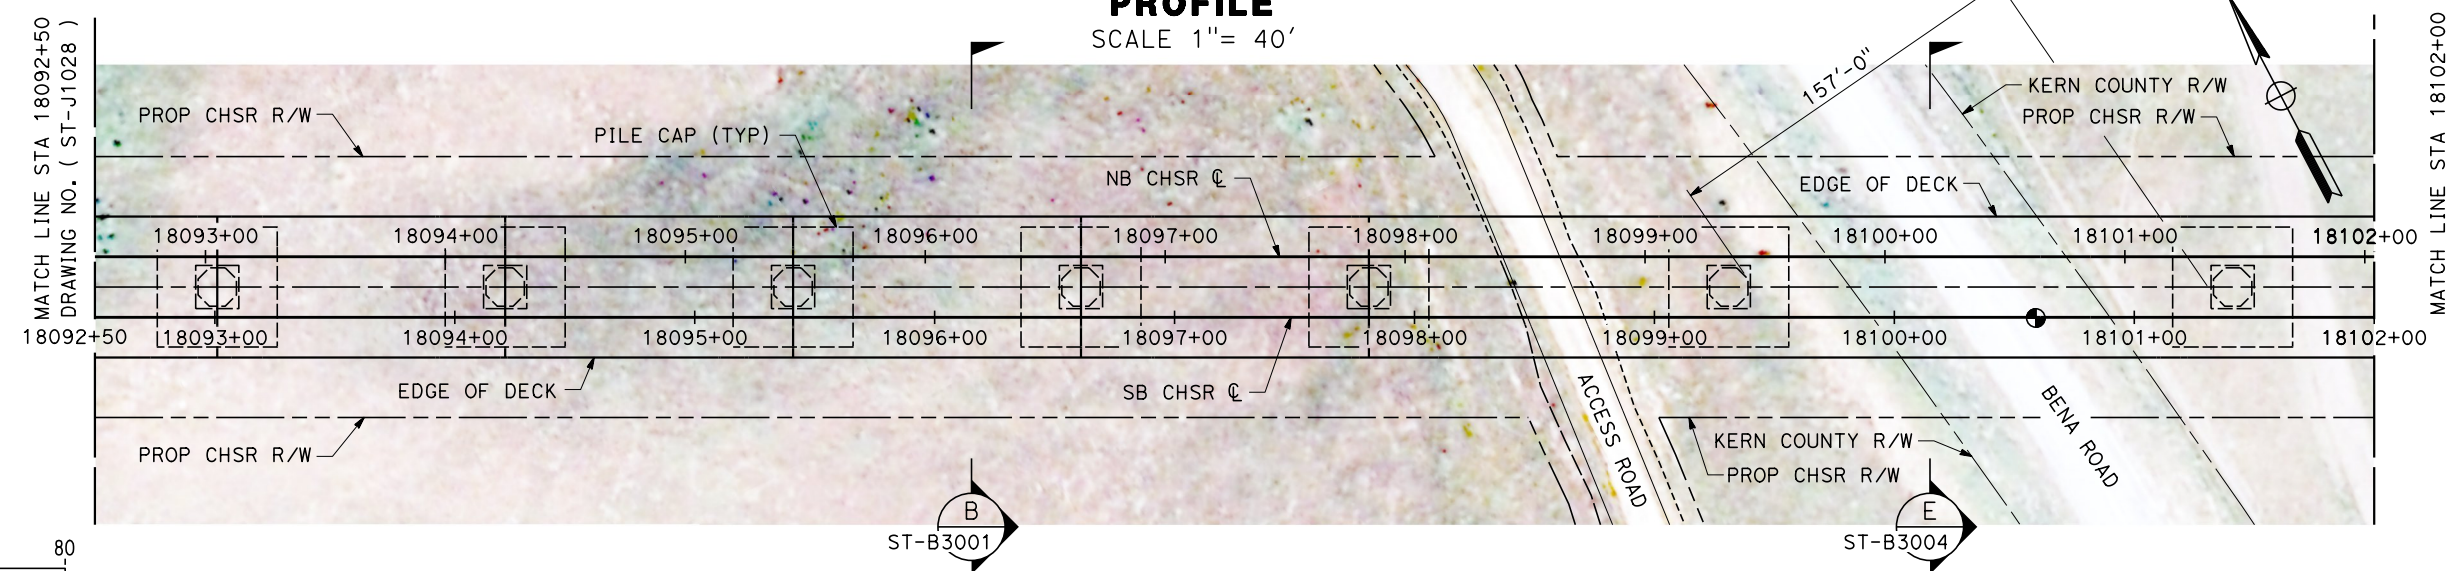 PROFILE
SCALE 1"= 40'
MATCH LINE STA 18092+50
DRAWING NO. ( ST-J1028 )
PROP CHSR R/W
PILE CAP (TYP)
NB CHSR ℄
157'-0"
KERN COUNTY R/W
PROP CHSR R/W
EDGE OF DECK
MATCH LINE STA 18102+00
18093+00
18094+00
18095+00
18096+00
18097+00
18098+00
18099+00
18100+00
18101+00
18102+00
18092+50
18093+00
18094+00
18095+00
18096+00
18097+00
18098+00
18099+00
18100+00
18101+00
18102+00
EDGE OF DECK
SB CHSR ℄
ACCESS ROAD
BENA ROAD
PROP CHSR R/W
KERN COUNTY R/W
PROP CHSR R/W
B
ST-B3001
E
ST-B3004
80